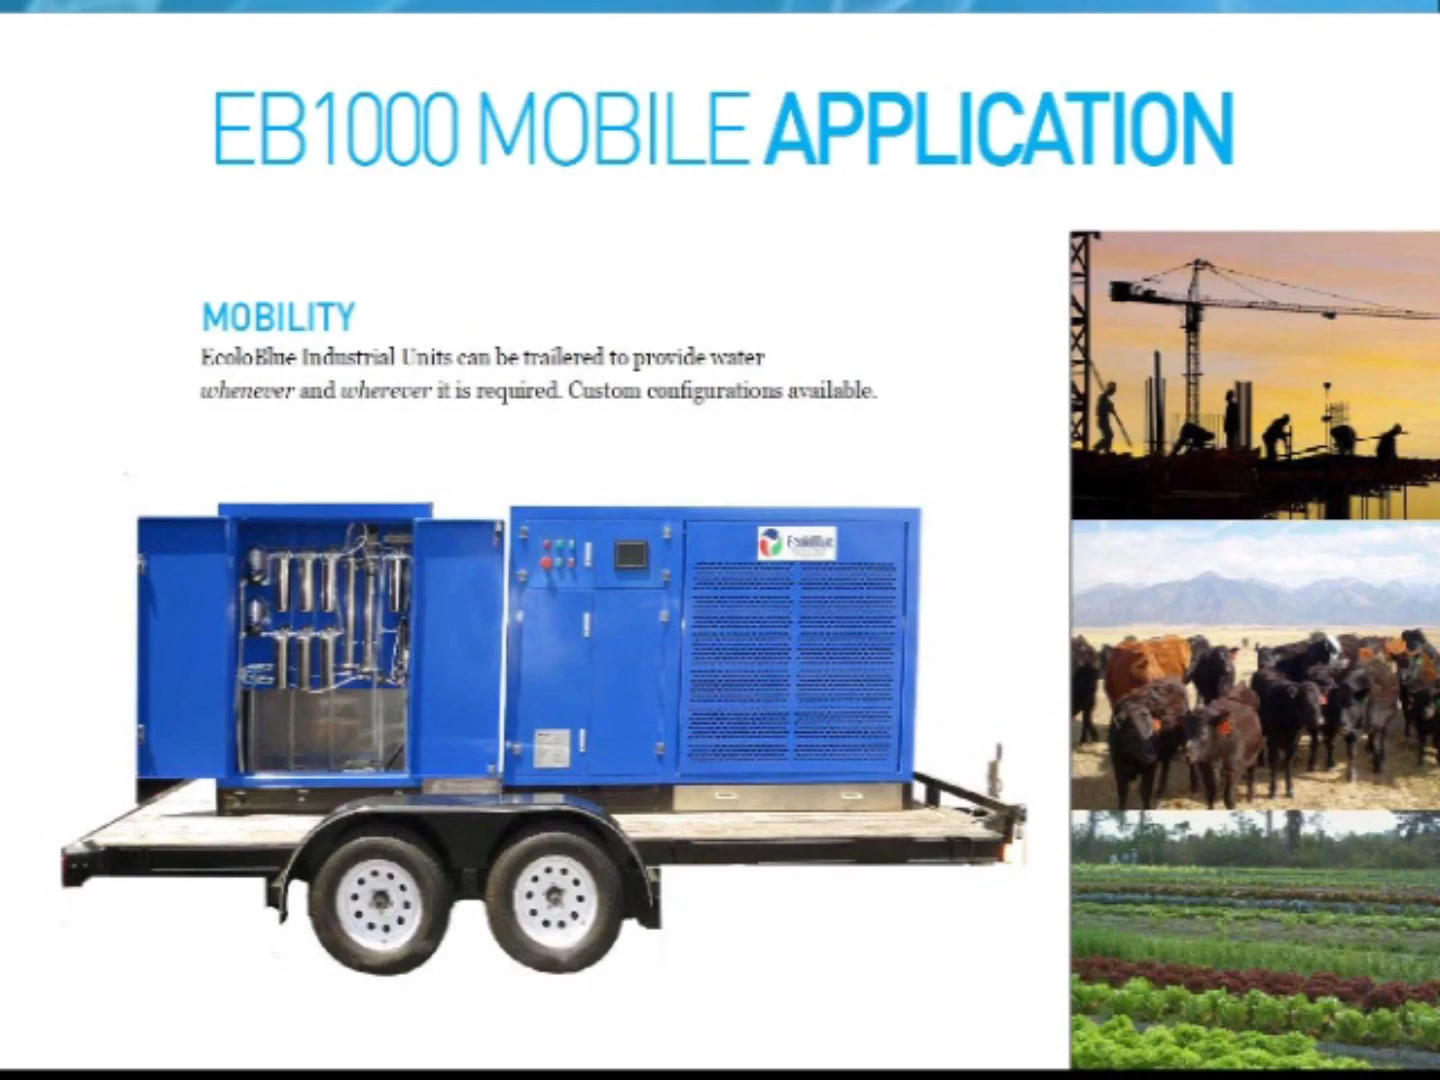 EB1000 MOBILE APPLICATION
MOBILITY
EcoloBlue Industrial Units can be trailered to provide water
whenever and wherever it is required. Custom configurations available.
EcoloBlue